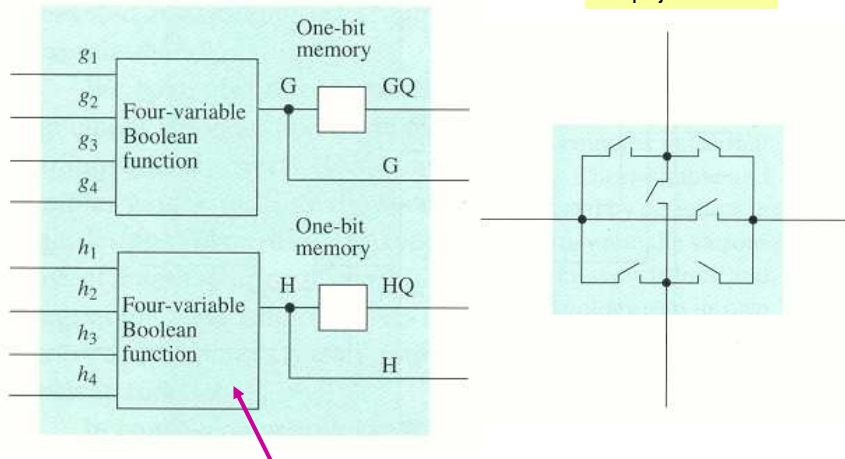 One-bit
memory
g₁
g₂
g₃
g₄
Four-variable
Boolean
function
G
GQ
G
One-bit
memory
h₁
h₂
h₃
h₄
Four-variable
Boolean
function
H
HQ
H